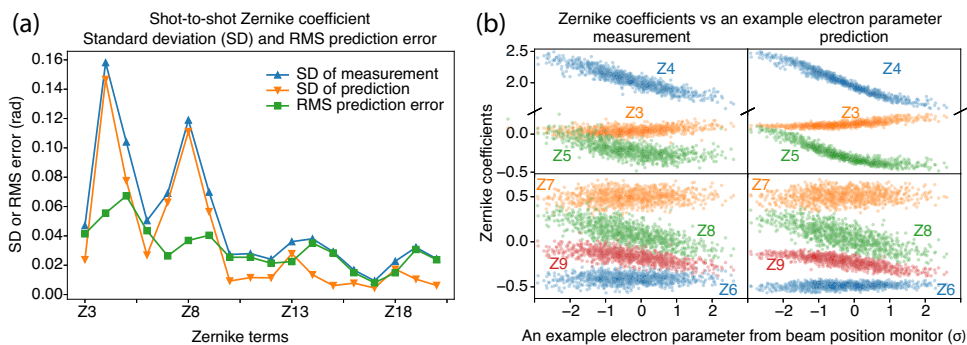 (a)
Shot-to-shot Zernike coefficient
Standard deviation (SD) and RMS prediction error
SD of measurement
SD of prediction
RMS prediction error
SD or RMS error (rad)
0.16
0.14
0.12
0.10
0.08
0.06
0.04
0.02
0.00
Z3
Z8
Z13
Z18
Zernike terms
(b)
Zernike coefficients vs an example electron parameter
measurement
prediction
Zernike coefficients
2.5
2.0
0.0
−0.5
0.5
0.0
−0.5
Z4
Z3
Z5
Z7
Z8
Z9
Z6
Z4
Z3
Z5
Z7
Z8
Z9
Z6
−2
−1
0
1
2
−2
−1
0
1
2
An example electron parameter from beam position monitor (σ)